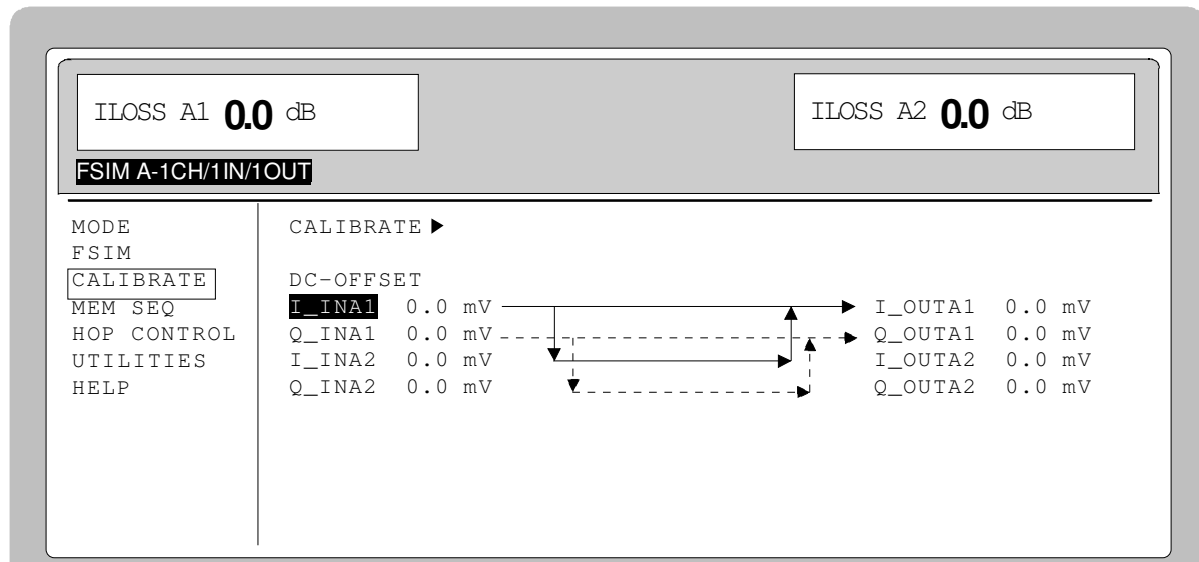 ILOSS A1 0.0 dB
ILOSS A2 0.0 dB
FSIM A-1CH/1IN/1OUT
MODE
FSIM
CALIBRATE
MEM SEQ
HOP CONTROL
UTILITIES
HELP
CALIBRATE
DC-OFFSET
I_INA1 0.0 mV I_OUTA1 0.0 mV
Q_INA1 0.0 mV Q_OUTA1 0.0 mV
I_INA2 0.0 mV I_OUTA2 0.0 mV
Q_INA2 0.0 mV Q_OUTA2 0.0 mV